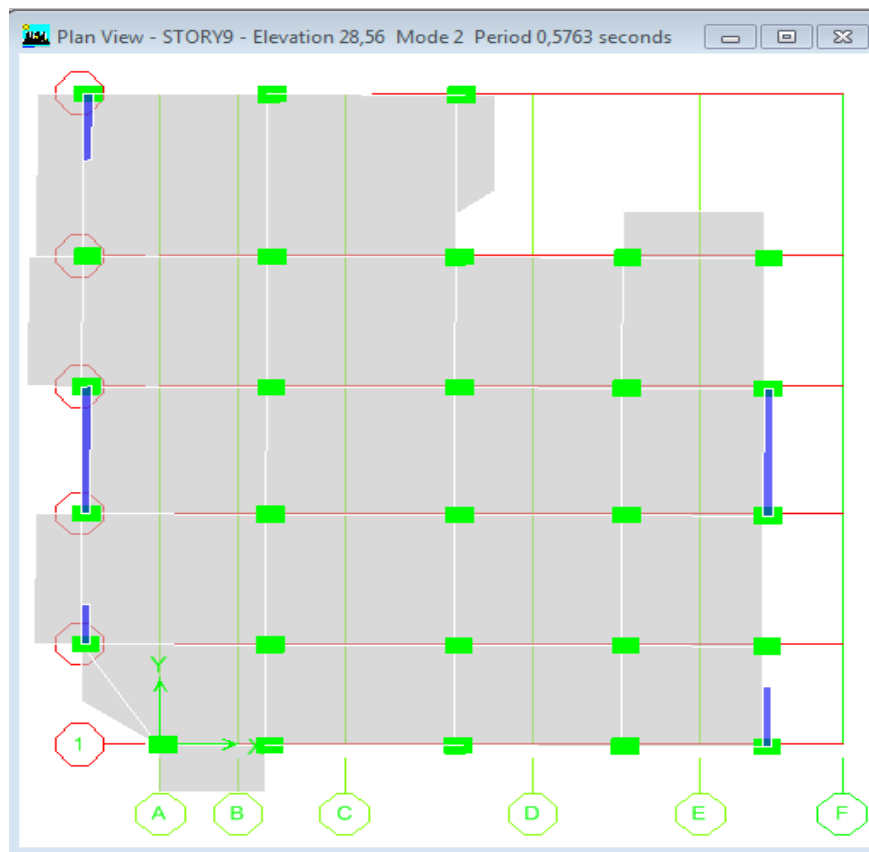 Plan View - STORY9 - Elevation 28,56 Mode 2 Period 0,5763 seconds
Y
X
1
A B C D E F